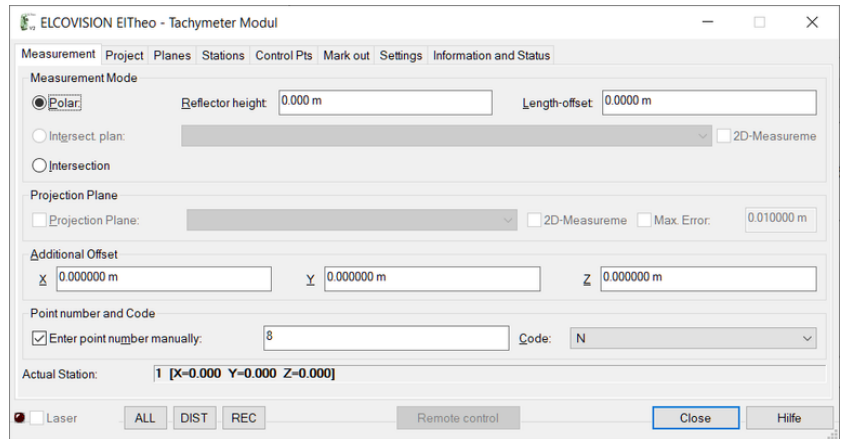 ELCOVISION ElTheo - Tachymeter Modul
Measurement Project Planes Stations Control Pts Mark out Settings Information and Status
Measurement Mode
Polar: Reflector height: 0.000 m Length-offset: 0.0000 m
Intersect. plan: 2D-Measureme
Intersection
Projection Plane
Projection Plane: 2D-Measureme Max. Error: 0.010000 m
Additional Offset
X 0.000000 m Y 0.000000 m Z 0.000000 m
Point number and Code
Enter point number manually: 8 Code: N
Actual Station: 1 [X=0.000 Y=0.000 Z=0.000]
Laser ALL DIST REC Remote control Close Hilfe